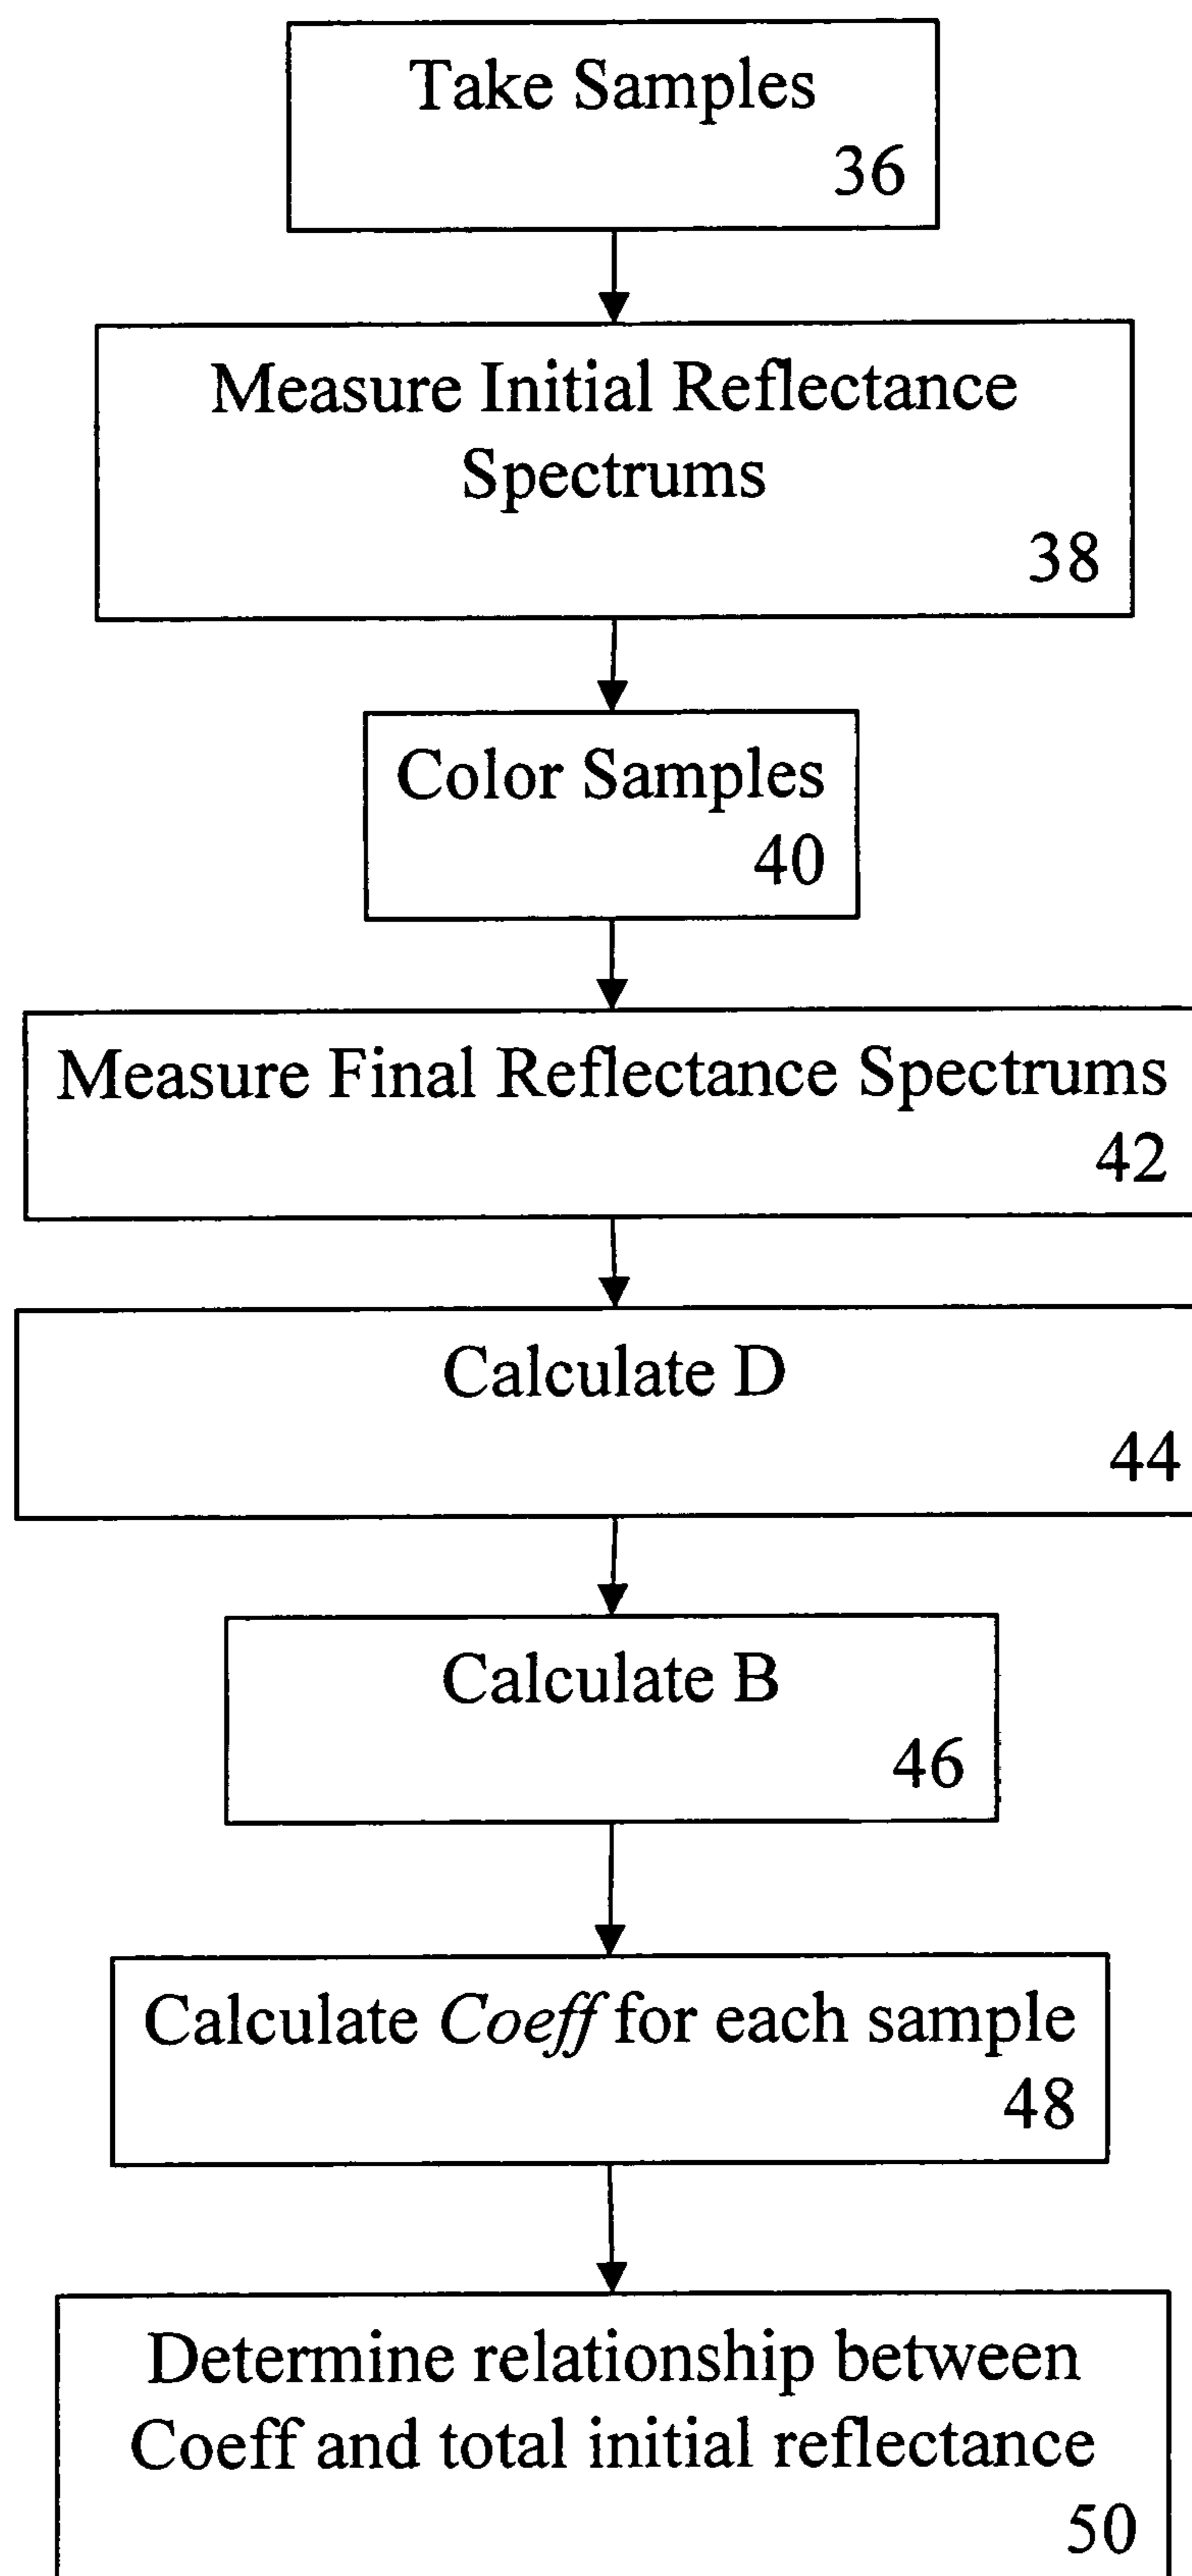 Take Samples
36
Measure Initial Reflectance
Spectrums
38
Color Samples
40
Measure Final Reflectance Spectrums
42
Calculate D
44
Calculate B
46
Calculate Coeff for each sample
48
Determine relationship between
Coeff and total initial reflectance
50